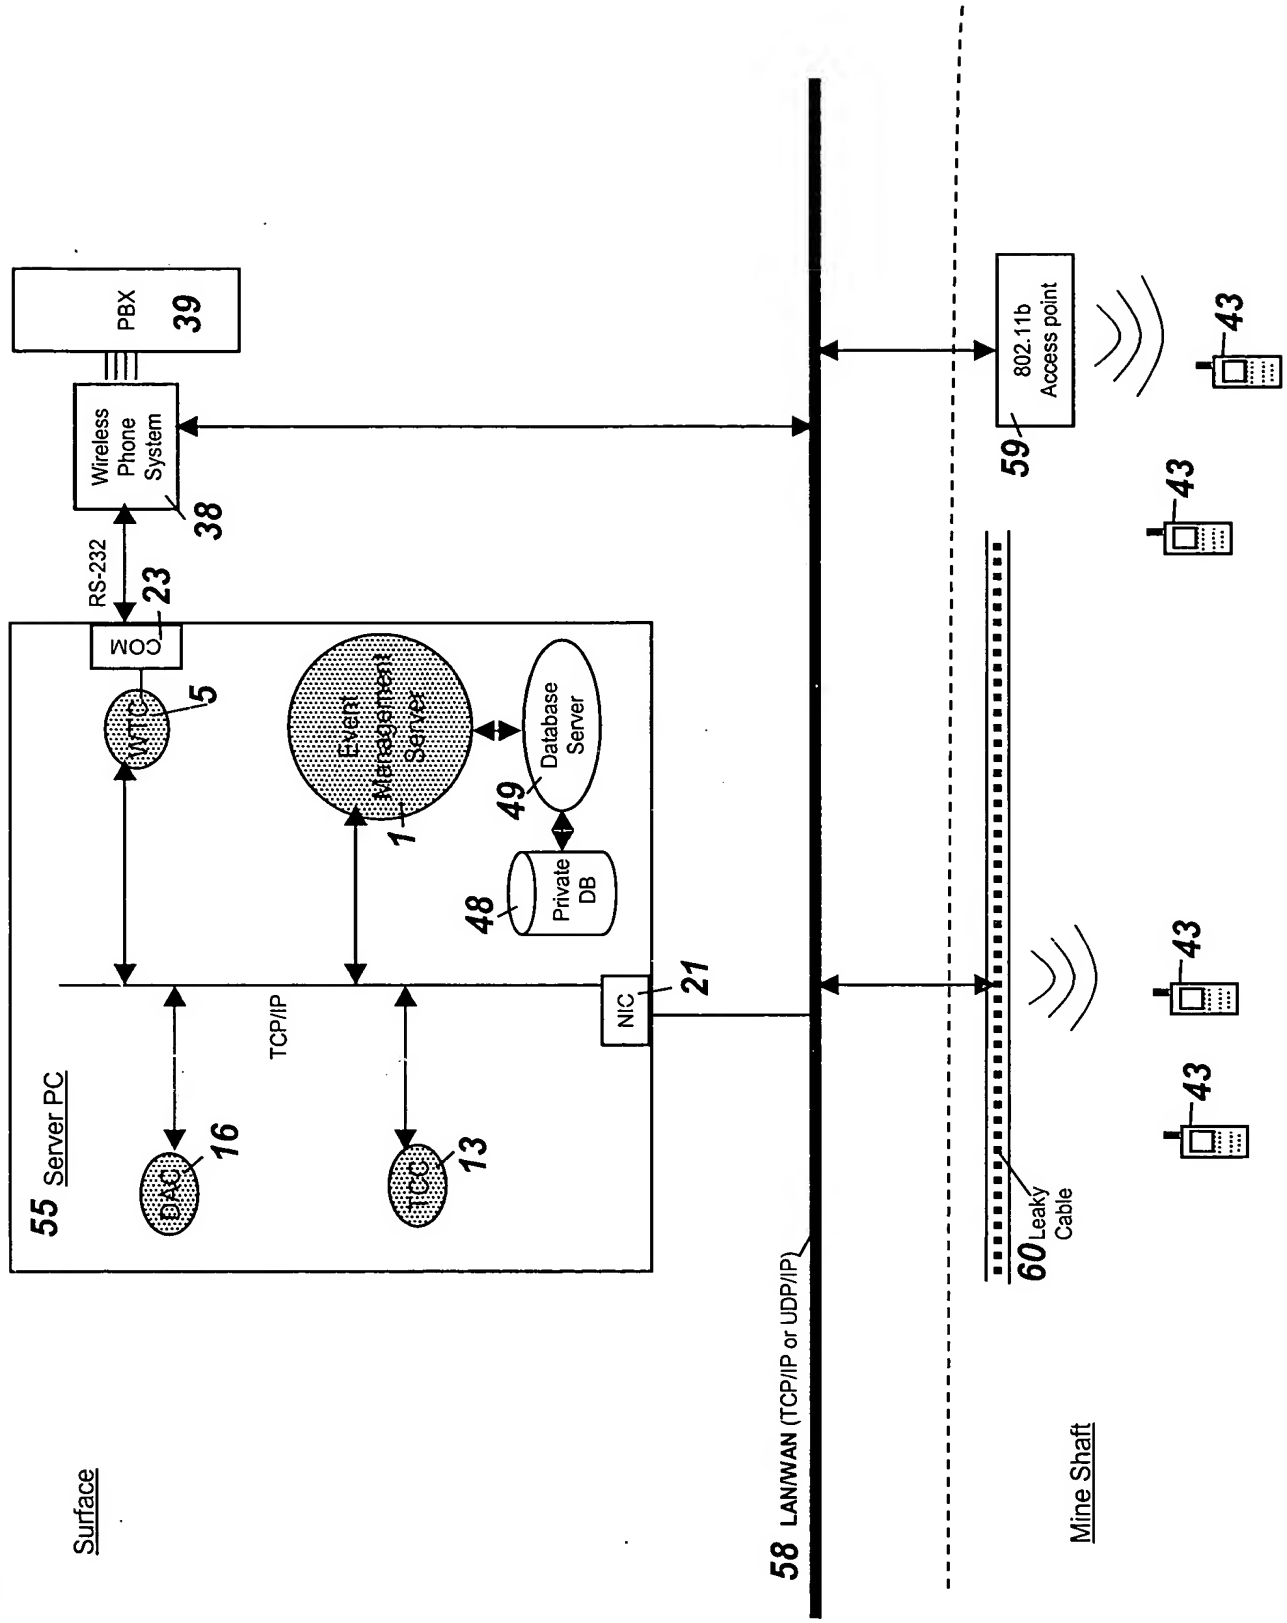 Surface
55 Server PC
DAC
16
TCC
13
TCP/IP
NIC
21
WTC
5
COM
23
RS-232
Event
Management
Server
1
Database
Server
49
Private
DB
48
Wireless
Phone
System
38
PBX
39
58 LAN/WAN (TCP/IP or UDP/IP)
Mine Shaft
60 Leaky
Cable
43
43
43
43
59
802.11b
Access point